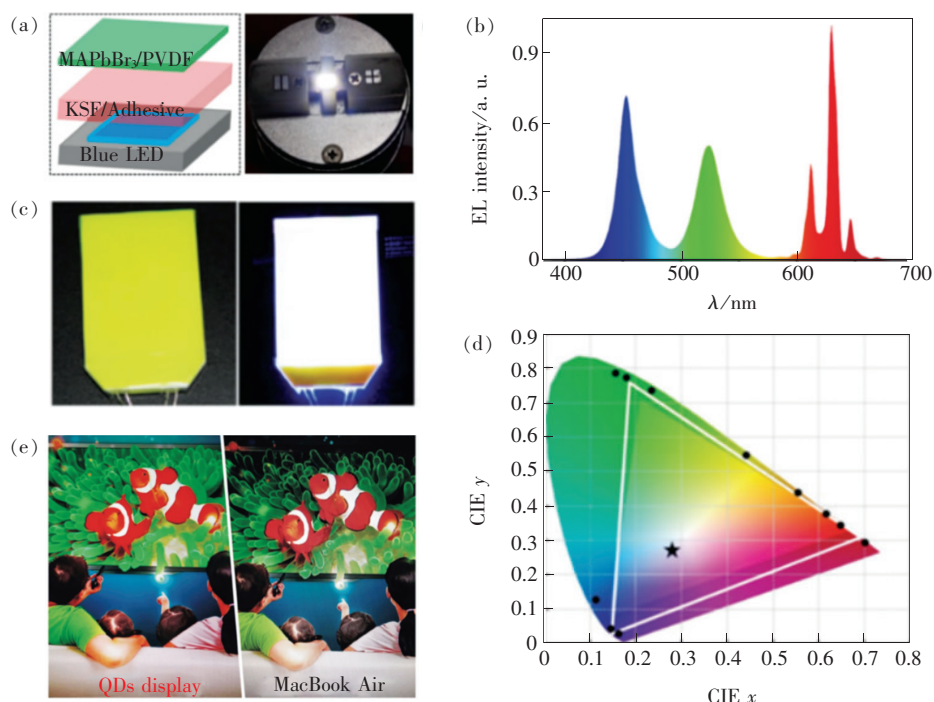 (a)
MAPbBr₃/PVDF
KSF/Adhesive
Blue LED
(b)
EL intensity/a. u.
0.9
0.6
0.3
0
400
500
600
700
λ/nm
(c)
(d)
CIE y
0.9
0.8
0.7
0.6
0.5
0.4
0.3
0.2
0.1
0
0
0.1
0.2
0.3
0.4
0.5
0.6
0.7
0.8
CIE x
(e)
QDs display
MacBook Air